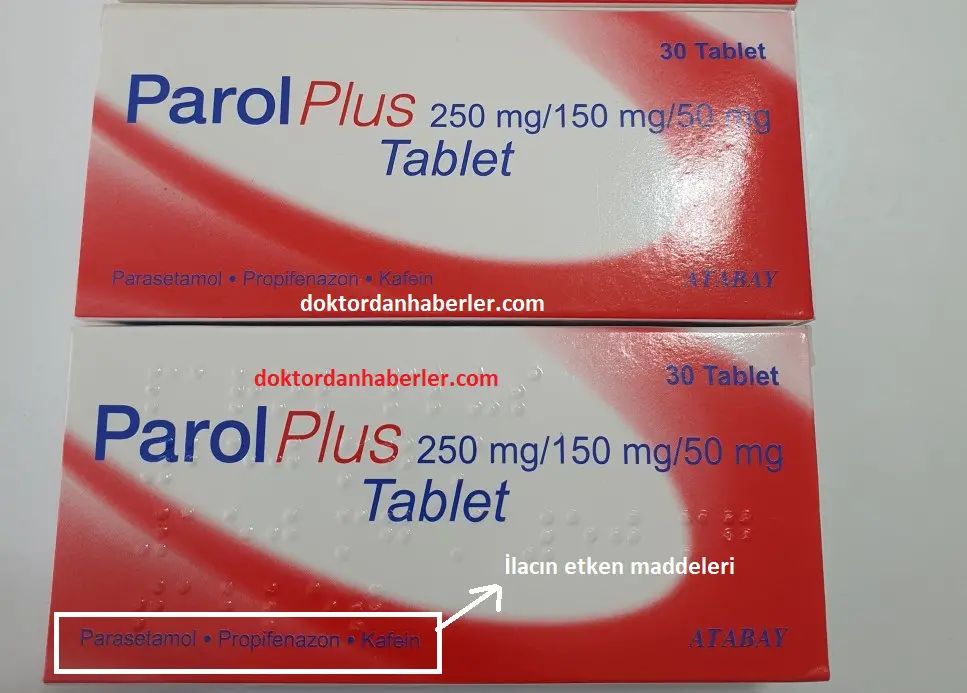 30 Tablet
Parol Plus 250 mg/150 mg/50 mg
Tablet
Parasetamol • Propifenazon • Kafein
ATABAY
doktordanhaberler.com
doktordanhaberler.com
30 Tablet
Parol Plus 250 mg/150 mg/50 mg
Tablet
İlacın etken maddeleri
Parasetamol • Propifenazon • Kafein
ATABAY